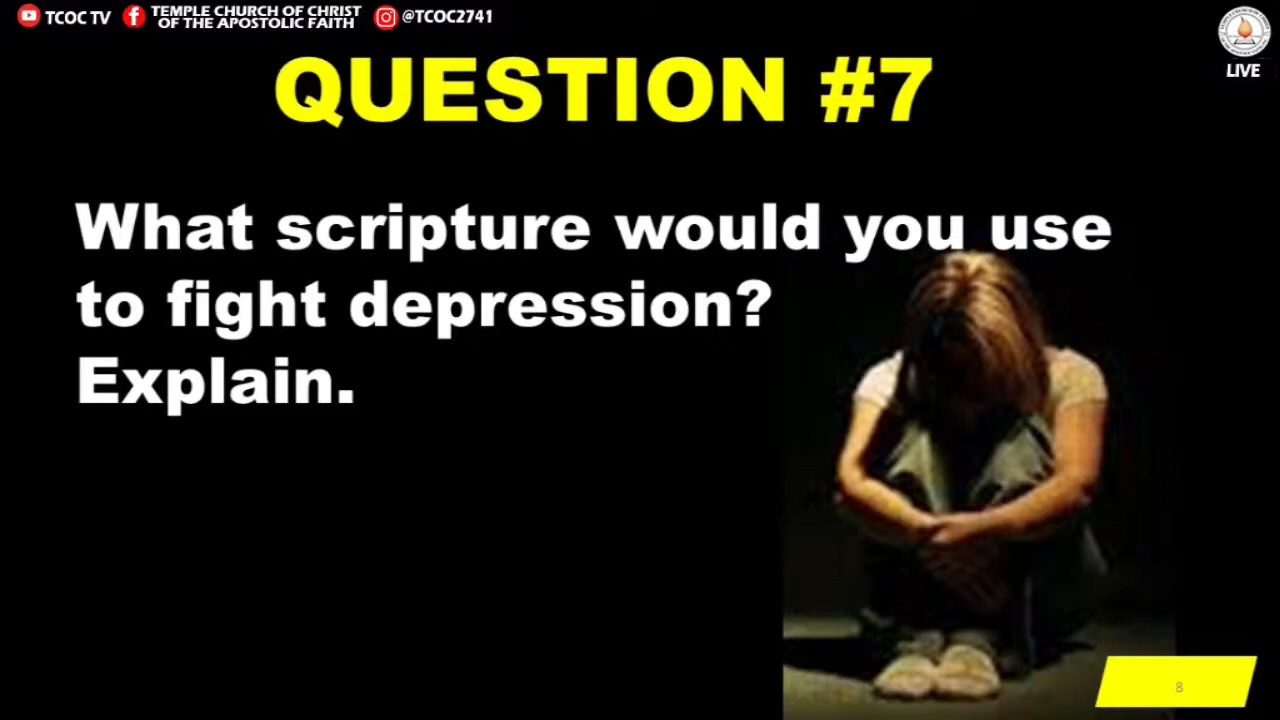 TCOC TV
TEMPLE CHURCH OF CHRIST
OF THE APOSTOLIC FAITH
@TCOC2741
LIVE
QUESTION #7
What scripture would you use
to fight depression?
Explain.
8